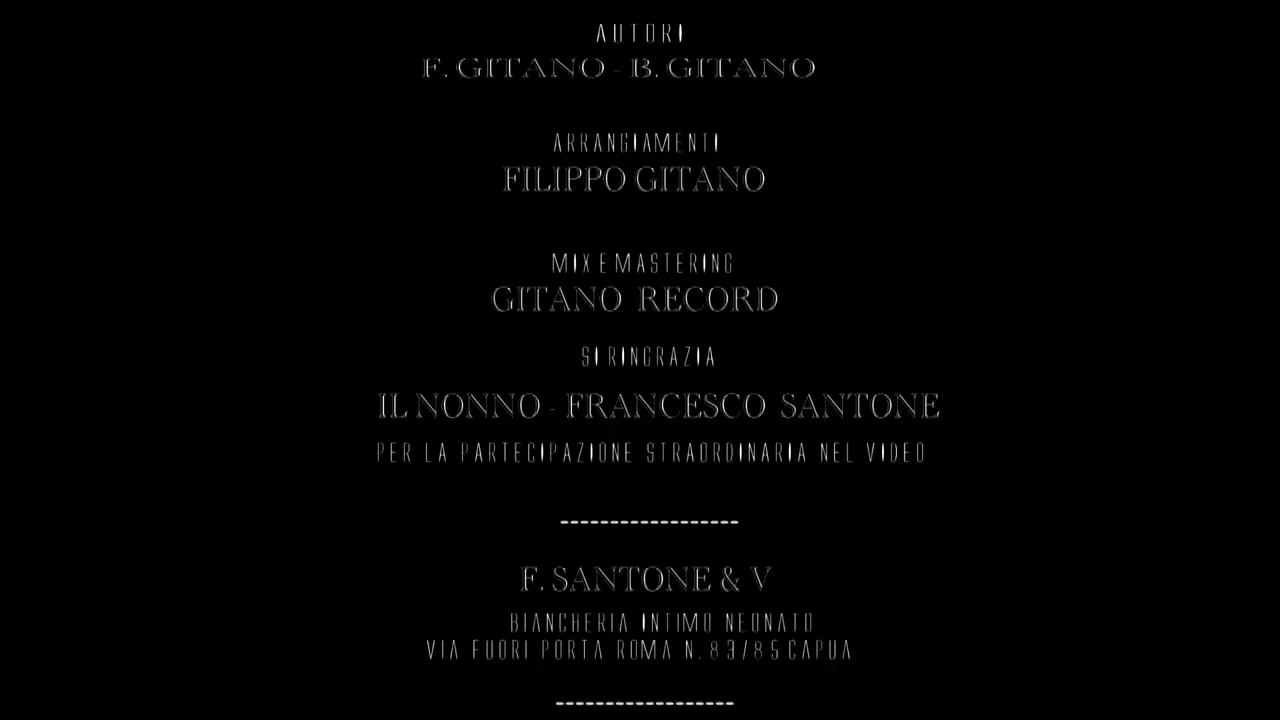 AUTORI
F. GITANO - B. GITANO
ARRANGIAMENTI
FILIPPO GITANO
MIX E MASTERING
GITANO RECORD
SI RINGRAZIA
IL NONNO - FRANCESCO SANTONE
PER LA PARTECIPAZIONE STRAORDINARIA NEL VIDEO
------------------
F. SANTONE & V
BIANCHERIA INTIMO NEONATO
VIA FUORI PORTA ROMA N. 83/85 CAPUA
------------------